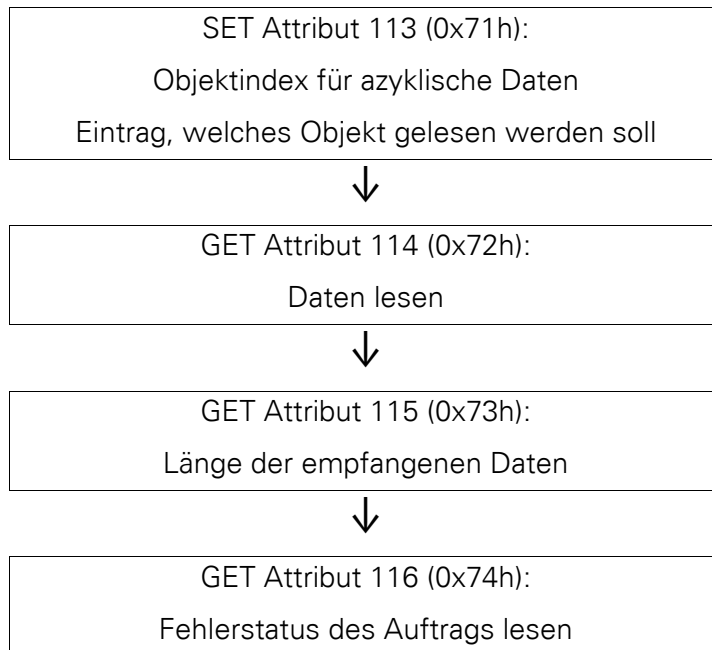 SET Attribut 113 (0x71h):
Objektindex für azyklische Daten
Eintrag, welches Objekt gelesen werden soll
GET Attribut 114 (0x72h):
Daten lesen
GET Attribut 115 (0x73h):
Länge der empfangenen Daten
GET Attribut 116 (0x74h):
Fehlerstatus des Auftrags lesen